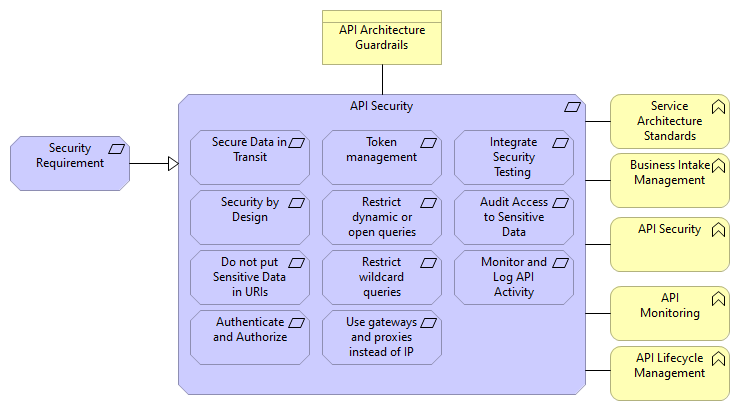 API Architecture
Guardrails
API Security
Security
Requirement
Secure Data in
Transit
Token
management
Integrate
Security
Testing
Security by
Design
Restrict
dynamic or
open queries
Audit Access
to Sensitive
Data
Do not put
Sensitive Data
in URIs
Restrict
wildcard
queries
Monitor and
Log API
Activity
Authenticate
and Authorize
Use gateways
and proxies
instead of IP
Service
Architecture
Standards
Business Intake
Management
API Security
API
Monitoring
API Lifecycle
Management